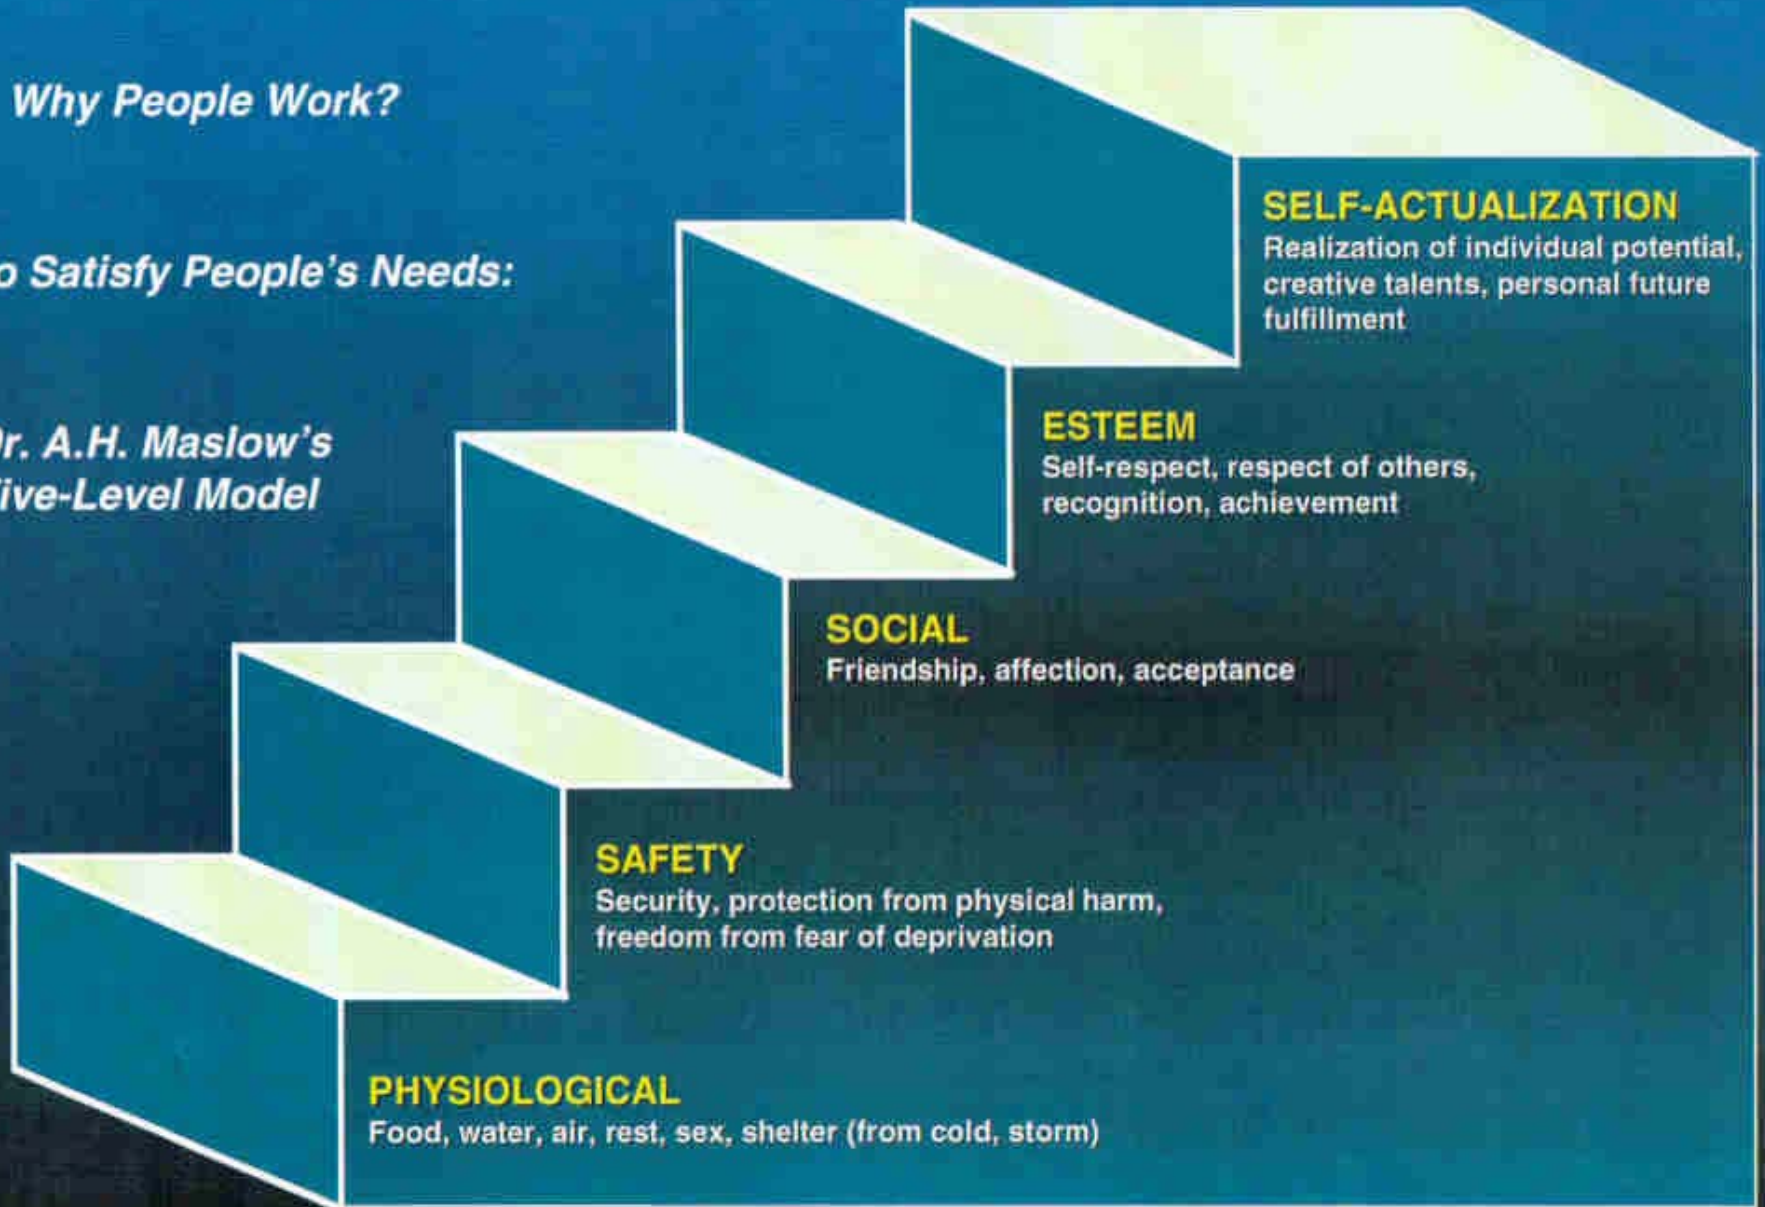 Why People Work?
o Satisfy People's Needs:
r. A.H. Maslow's
ive-Level Model
SELF-ACTUALIZATION
Realization of individual potential,
creative talents, personal future
fulfillment
ESTEEM
Self-respect, respect of others,
recognition, achievement
SOCIAL
Friendship, affection, acceptance
SAFETY
Security, protection from physical harm,
freedom from fear of deprivation
PHYSIOLOGICAL
Food, water, air, rest, sex, shelter (from cold, storm)